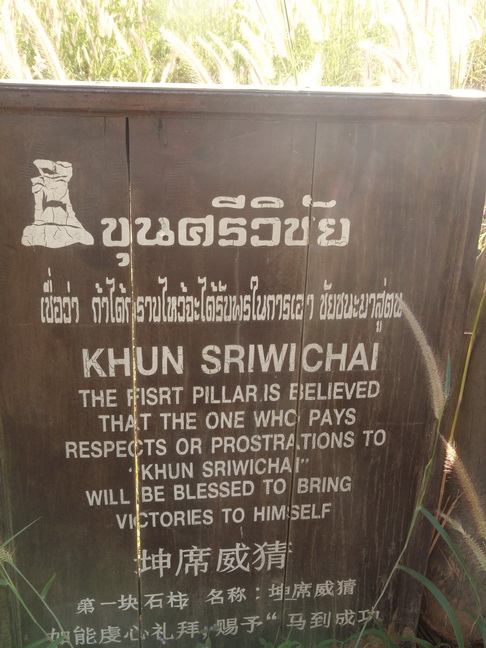 ขุนศรีวิชัย
เชื่อว่า ถ้าได้กราบไหว้จะได้รับพรในการเอา ชัยชนะมาสู่ตน
KHUN SRIWICHAI
THE FISRT PILLAR IS BELIEVED
THAT THE ONE WHO PAYS
RESPECTS OR PROSTRATIONS TO
"KHUN SRIWICHAI"
WILL BE BLESSED TO BRING
VICTORIES TO HIMSELF
坤席威猜
第一块石柱 名称：坤席威猜
如能虔心礼拜，赐予“马到成功